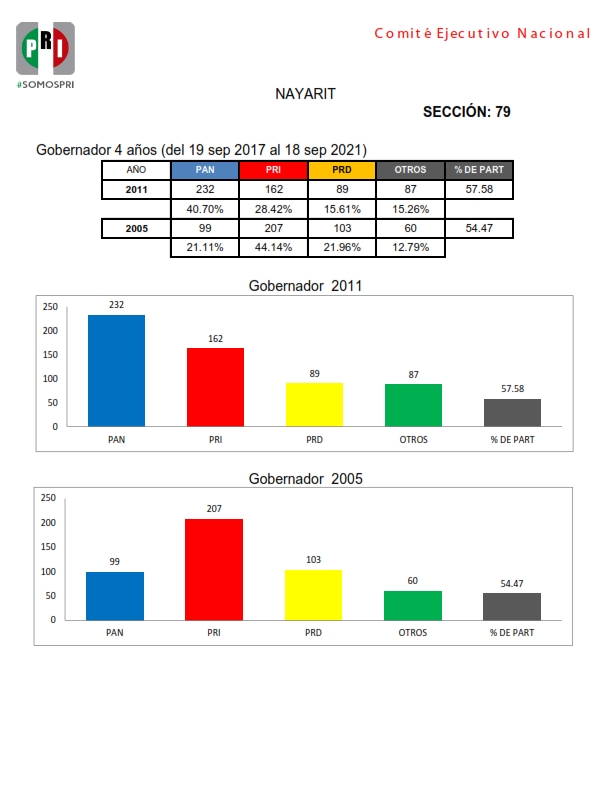 Comité Ejecutivo Nacional
PRI
#SOMOSPRI
NAYARIT
SECCIÓN: 79
Gobernador 4 años (del 19 sep 2017 al 18 sep 2021)
AÑO PAN PRI PRD OTROS % DE PART
2011 232 162 89 87 57.58
40.70% 28.42% 15.61% 15.26%
2005 99 207 103 60 54.47
21.11% 44.14% 21.96% 12.79%
Gobernador 2011
250
200
150
100
50
0
232
162
89
87
57.58
PAN PRI PRD OTROS % DE PART
Gobernador 2005
250
200
150
100
50
0
99
207
103
60
54.47
PAN PRI PRD OTROS % DE PART